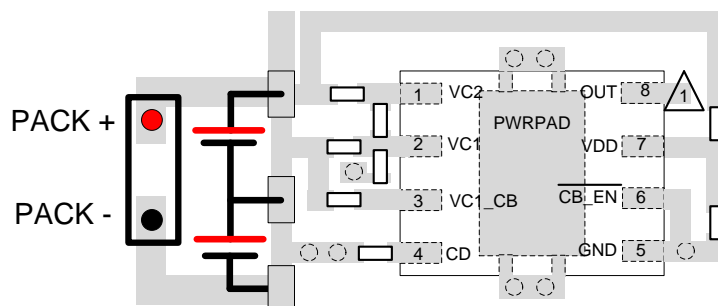 PACK +
PACK -
1 VC2
2 VC1
3 VC1_CB
4 CD
PWRPAD
OUT 8
VDD 7
CB_EN 6
GND 5
1